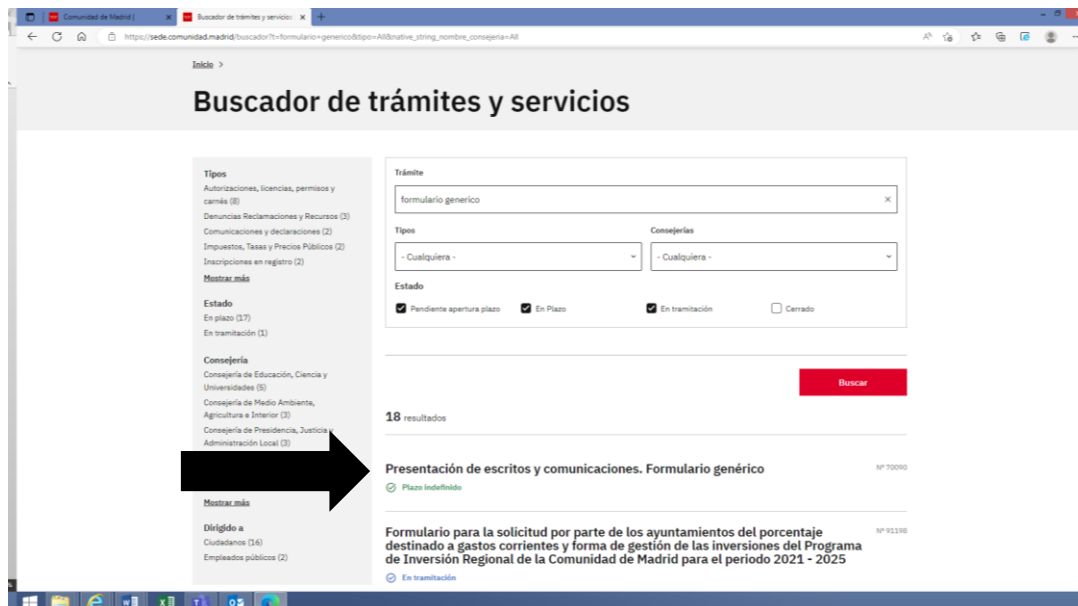 Comunidad de Madrid |
Buscador de trámites y servicios
https://sede.comunidad.madrid/buscador?t=formulario+generico&tipo=All&native_string_nombre_consejeria=All
Inicio >
Buscador de trámites y servicios
Tipos
Autorizaciones, licencias, permisos y
carnés (8)
Denuncias Reclamaciones y Recursos (3)
Comunicaciones y declaraciones (2)
Impuestos, Tasas y Precios Públicos (2)
Inscripciones en registro (2)
Mostrar más
Estado
En plazo (17)
En tramitación (1)
Consejería
Consejería de Educación, Ciencia y
Universidades (5)
Consejería de Medio Ambiente,
Agricultura e Interior (3)
Consejería de Presidencia, Justicia y
Administración Local (3)
Mostrar más
Dirigido a
Ciudadanos (16)
Empleados públicos (2)
Trámite
formulario generico
Tipos
Consejerías
- Cualquiera -
- Cualquiera -
Estado
Pendiente apertura plazo
En Plazo
En tramitación
Cerrado
Buscar
18 resultados
Presentación de escritos y comunicaciones. Formulario genérico
Nº 70090
Plazo indefinido
Formulario para la solicitud por parte de los ayuntamientos del porcentaje
Nº 91198
destinado a gastos corrientes y forma de gestión de las inversiones del Programa
de Inversión Regional de la Comunidad de Madrid para el periodo 2021 - 2025
En tramitación